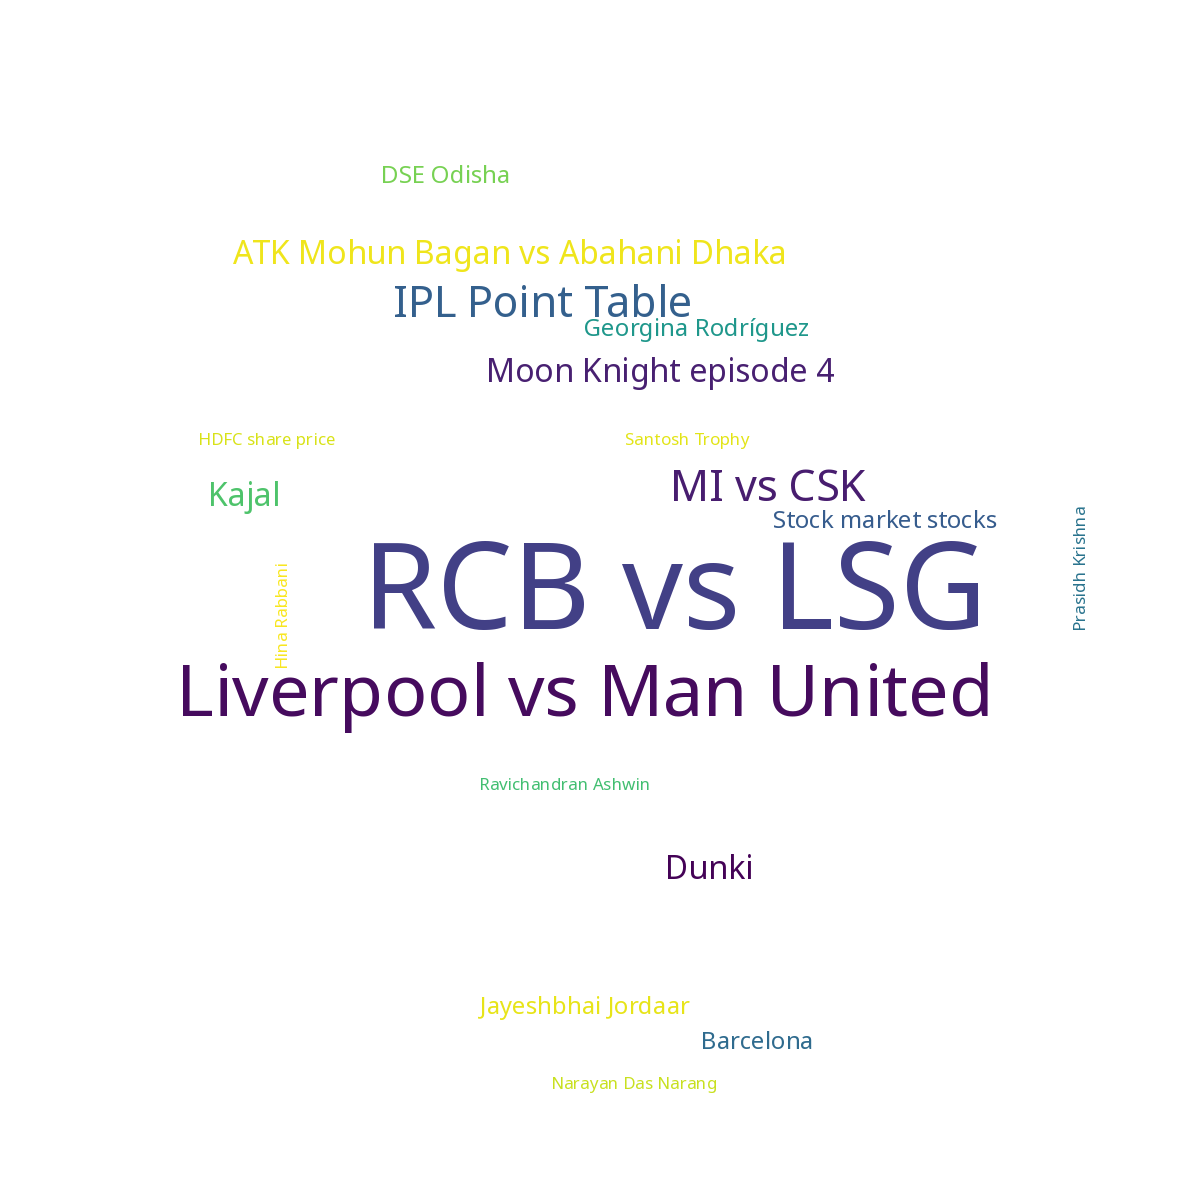 DSE Odisha
ATK Mohun Bagan vs Abahani Dhaka
IPL Point Table
Georgina Rodríguez
Moon Knight episode 4
HDFC share price
Santosh Trophy
MI vs CSK
Kajal
Stock market stocks
Prasidh Krishna
RCB vs LSG
Hina Rabbani
Liverpool vs Man United
Ravichandran Ashwin
Dunki
Jayeshbhai Jordaar
Barcelona
Narayan Das Narang